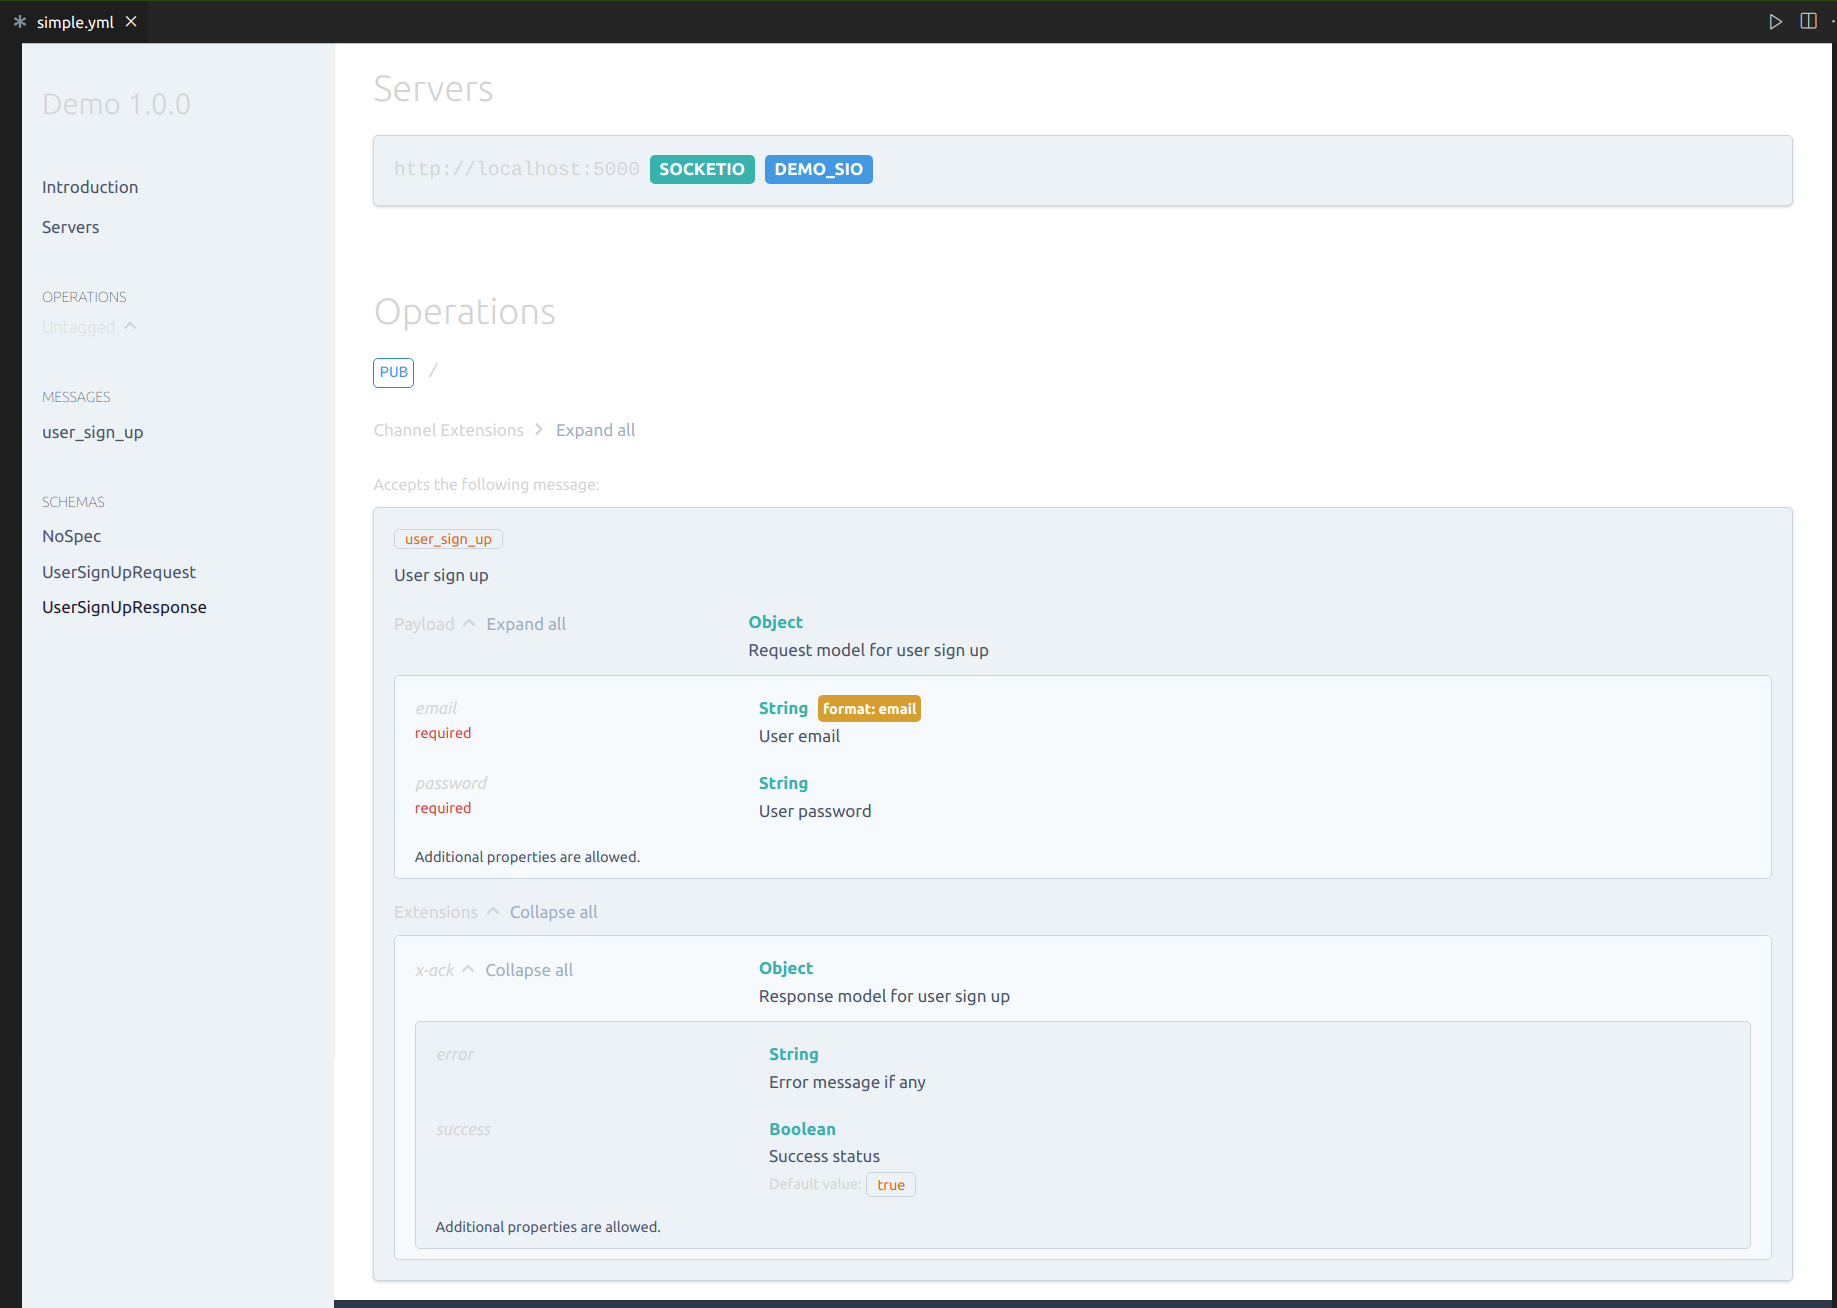 simple.yml
Demo 1.0.0
Introduction
Servers
OPERATIONS
Untagged
MESSAGES
user_sign_up
SCHEMAS
NoSpec
UserSignUpRequest
UserSignUpResponse
Servers
http://localhost:5000 SOCKETIO DEMO_SIO
Operations
PUB /
Channel Extensions Expand all
Accepts the following message:
user_sign_up
User sign up
Payload Expand all Object
Request model for user sign up
email String format: email
required User email
password String
required User password
Additional properties are allowed.
Extensions Collapse all
x-ack Collapse all Object
Response model for user sign up
error String
Error message if any
success Boolean
Success status
Default value: true
Additional properties are allowed.